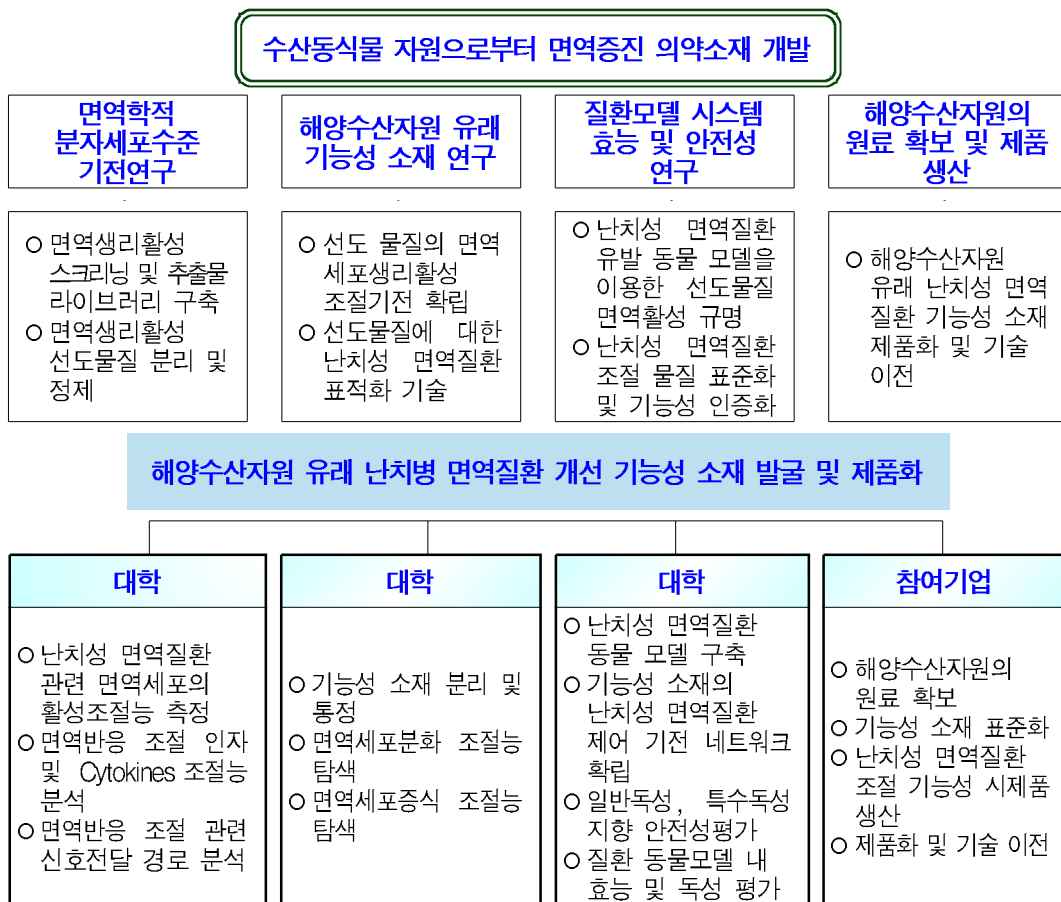 수산동식물 자원으로부터 면역증진 의약소재 개발
면역학적
분자세포수준
기전연구
해양수산자원 유래
기능성 소재 연구
질환모델 시스템
효능 및 안전성
연구
해양수산자원의
원료 확보 및 제품
생산
○ 면역생리활성
스크리닝 및 추출물
라이브러리 구축
○ 면역생리활성
선도물질 분리 및
정제
○ 선도 물질의 면역
세포생리활성
조절기전 확립
○ 선도물질에 대한
난치성 면역질환
표적화 기술
○ 난치성 면역질환
유발 동물 모델을
이용한 선도물질
면역활성 규명
○ 난치성 면역질환
조절 물질 표준화
및 기능성 인증화
○ 해양수산자원
유래 난치성 면역
질환 기능성 소재
제품화 및 기술
이전
해양수산자원 유래 난치병 면역질환 개선 기능성 소재 발굴 및 제품화
대학
○ 난치성 면역질환
관련 면역세포의
활성조절능 측정
○ 면역반응 조절 인자
및 Cytokines 조절능
분석
○ 면역반응 조절 관련
신호전달 경로 분석
대학
○ 기능성 소재 분리 및
통정
○ 면역세포분화 조절능
탐색
○ 면역세포증식 조절능
탐색
대학
○ 난치성 면역질환
동물 모델 구축
○ 기능성 소재의
난치성 면역질환
제어 기전 네트워크
확립
○ 일반독성, 특수독성
지향 안전성평가
○ 질환 동물모델 내
효능 및 독성 평가
참여기업
○ 해양수산자원의
원료 확보
○ 기능성 소재 표준화
○ 난치성 면역질환
조절 기능성 시제품
생산
○ 제품화 및 기술 이전